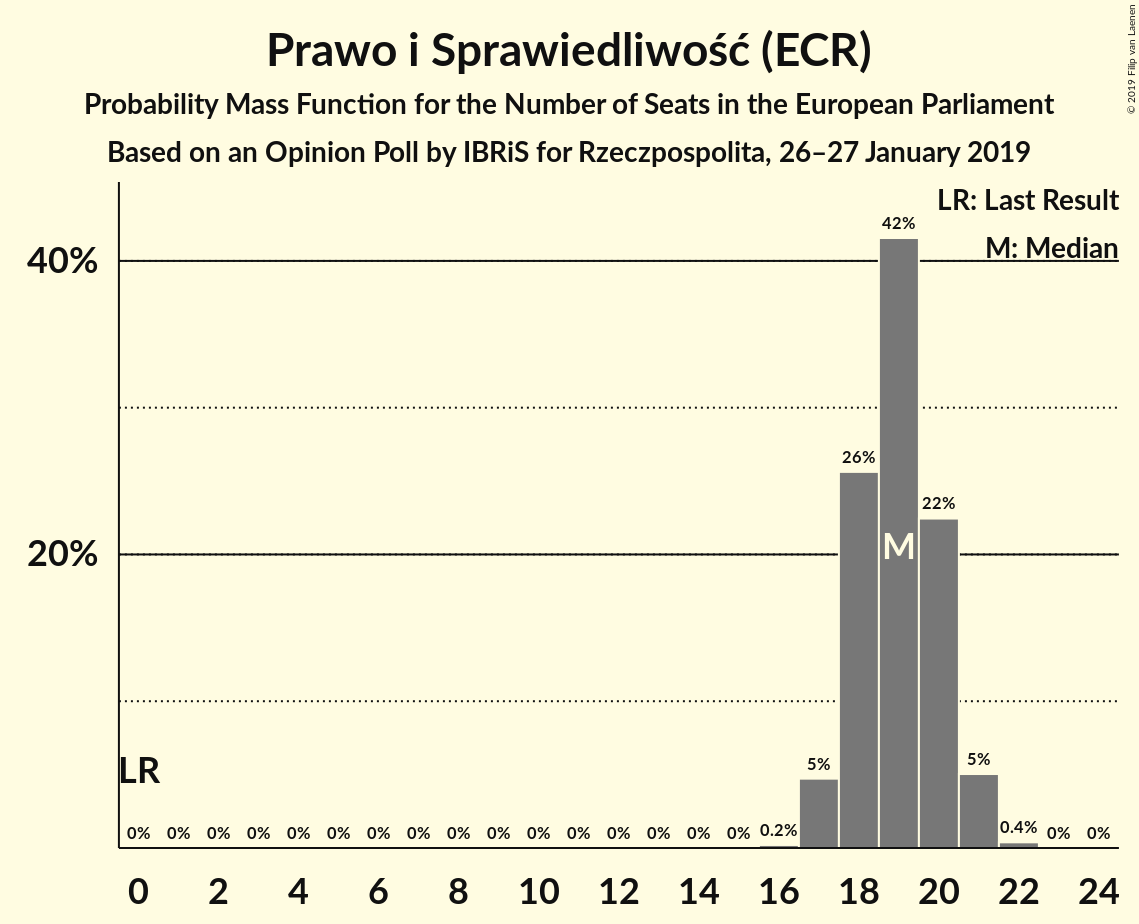 Prawo i Sprawiedliwość (ECR)
Probability Mass Function for the Number of Seats in the European Parliament
Based on an Opinion Poll by IBRiS for Rzeczpospolita, 26–27 January 2019
© 2019 Filip van Laenen
LR: Last Result
M: Median
40%
20%
42%
26%
22%
M
LR
5%
5%
0% 0% 0% 0% 0% 0% 0% 0% 0% 0% 0% 0% 0% 0% 0% 0% 0.2% 0.4% 0% 0%
0 2 4 6 8 10 12 14 16 18 20 22 24